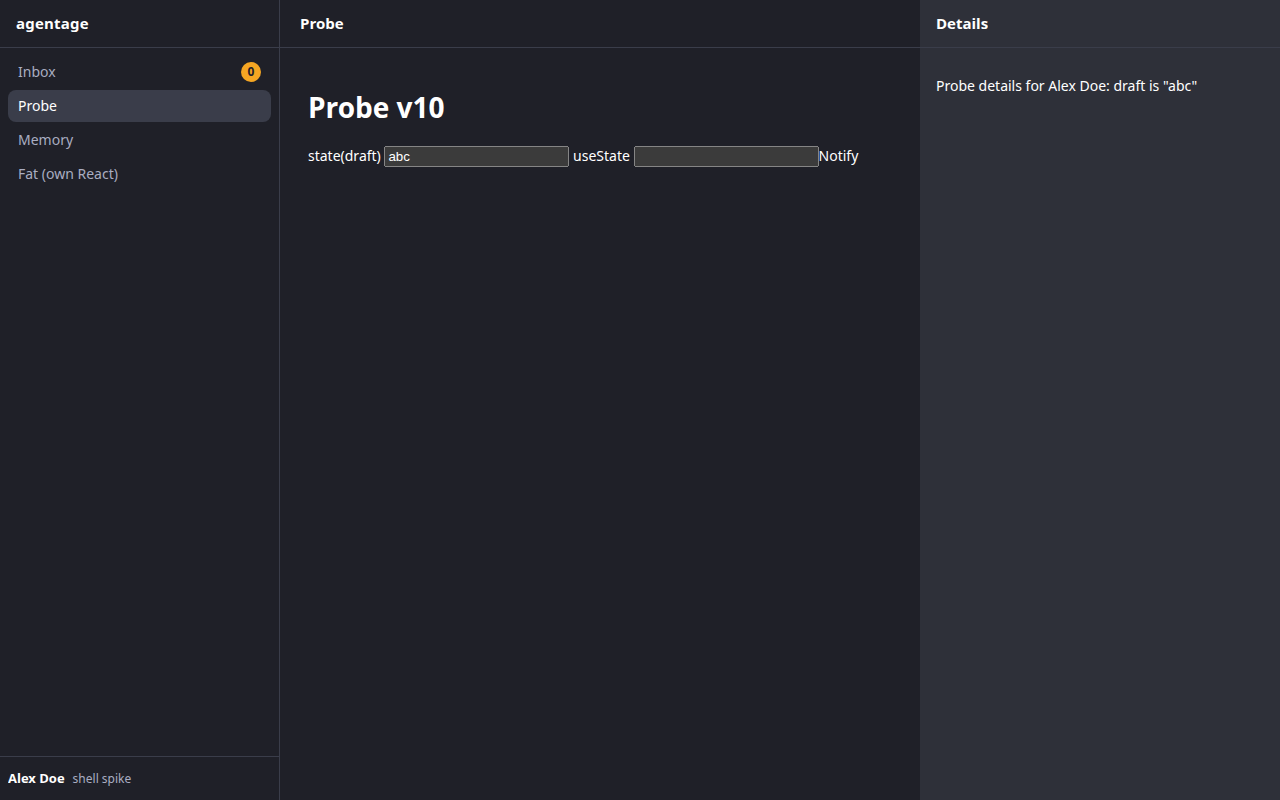 agentage
Inbox 0
Probe
Memory
Fat (own React)
Alex Doe shell spike
Probe
Probe v10
state(draft) abc useState Notify
Details
Probe details for Alex Doe: draft is "abc"